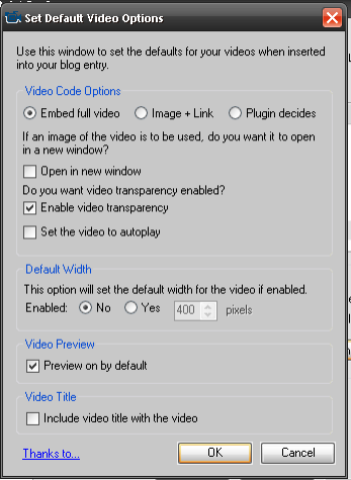 Set Default Video Options
Use this window to set the defaults for your videos when inserted
into your blog entry.
Video Code Options
Embed full video
Image + Link
Plugin decides
If an image of the video is to be used, do you want it to open
in a new window?
Open in new window
Do you want video transparency enabled?
Enable video transparency
Set the video to autoplay
Default Width
This option will set the default width for the video if enabled.
Enabled: No Yes 400 pixels
Video Preview
Preview on by default
Video Title
Include video title with the video
Thanks to...
OK
Cancel